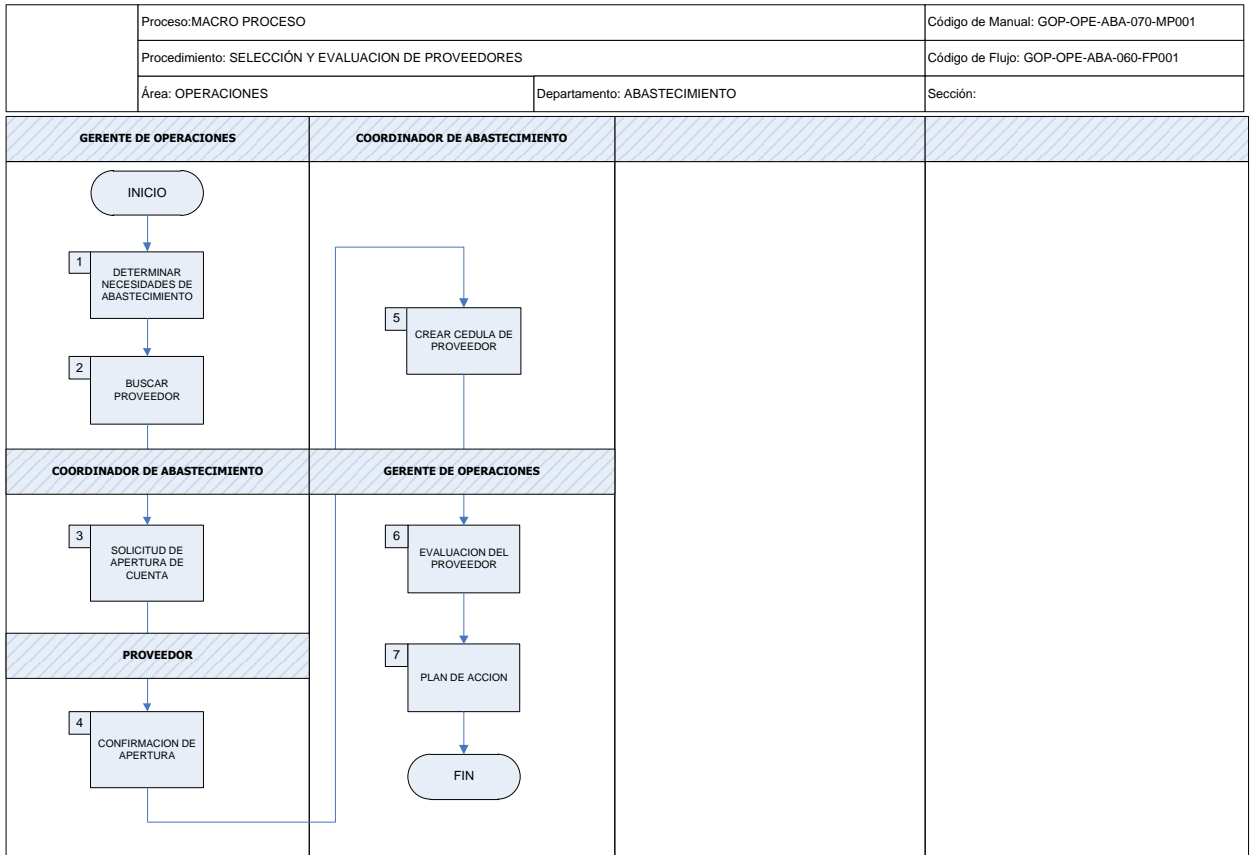 Proceso:MACRO PROCESO
Código de Manual: GOP-OPE-ABA-070-MP001
Procedimiento: SELECCIÓN Y EVALUACION DE PROVEEDORES
Código de Flujo: GOP-OPE-ABA-060-FP001
Área: OPERACIONES
Departamento: ABASTECIMIENTO
Sección:
GERENTE DE OPERACIONES
INICIO
1
DETERMINAR
NECESIDADES DE
ABASTECIMIENTO
2
BUSCAR
PROVEEDOR
COORDINADOR DE ABASTECIMIENTO
3
SOLICITUD DE
APERTURA DE
CUENTA
PROVEEDOR
4
CONFIRMACION DE
APERTURA
COORDINADOR DE ABASTECIMIENTO
5
CREAR CEDULA DE
PROVEEDOR
GERENTE DE OPERACIONES
6
EVALUACION DEL
PROVEEDOR
7
PLAN DE ACCION
FIN